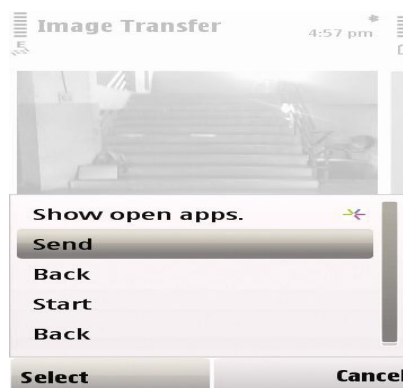 Image Transfer
4:57 pm
E
Show open apps.
Send
Back
Start
Back
Select Cancel